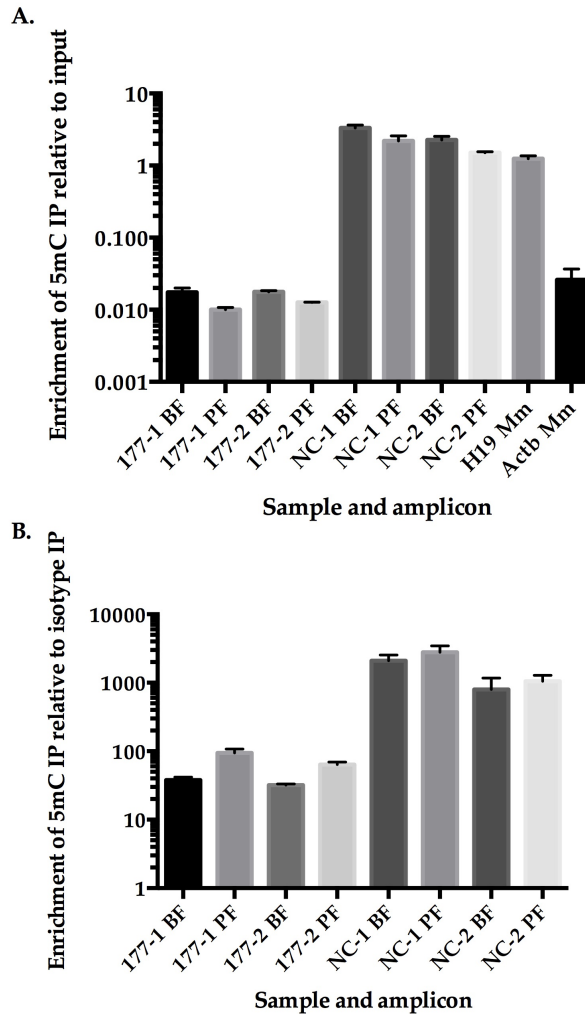 A.
Enrichment of 5mC IP relative to input
10
1
0.100
0.010
0.001
177-1 BF
177-1 PF
177-2 BF
177-2 PF
NC-1 BF
NC-1 PF
NC-2 BF
NC-2 PF
H19 Mm
Actb Mm
Sample and amplicon
B.
Enrichment of 5mC IP relative to isotype IP
10000
1000
100
10
1
177-1 BF
177-1 PF
177-2 BF
177-2 PF
NC-1 BF
NC-1 PF
NC-2 BF
NC-2 PF
Sample and amplicon